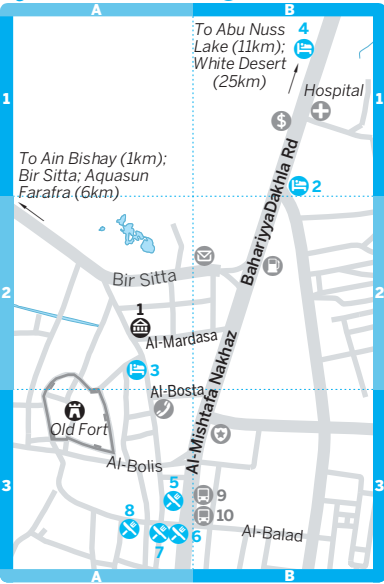 A
B
To Abu Nuss
Lake (11km);
White Desert
(25km)
4
1
1
Hospital
$
To Ain Bishay (1km);
Bir Sitta; Aquasun
Farafra (6km)
BahariyyaDakhla Rd
2
Bir Sitta
2
2
1
Al-Mardasa
3
Al-Bosta
Al-Mishtafa Nakhaz
Old Fort
Al-Bolis
3
3
5
9
8
10
7
6
Al-Balad
A
B